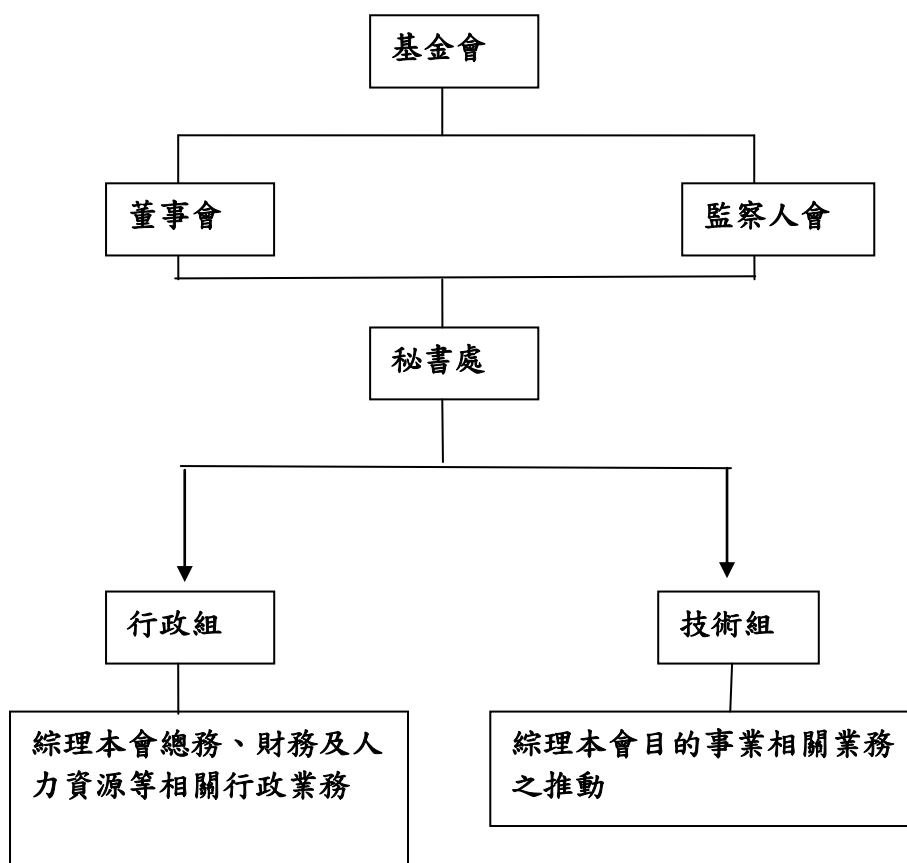 基金會
董事會
監察人會
秘書處
行政組
技術組
綜理本會總務、財務及人
力資源等相關行政業務
綜理本會目的事業相關業務
之推動